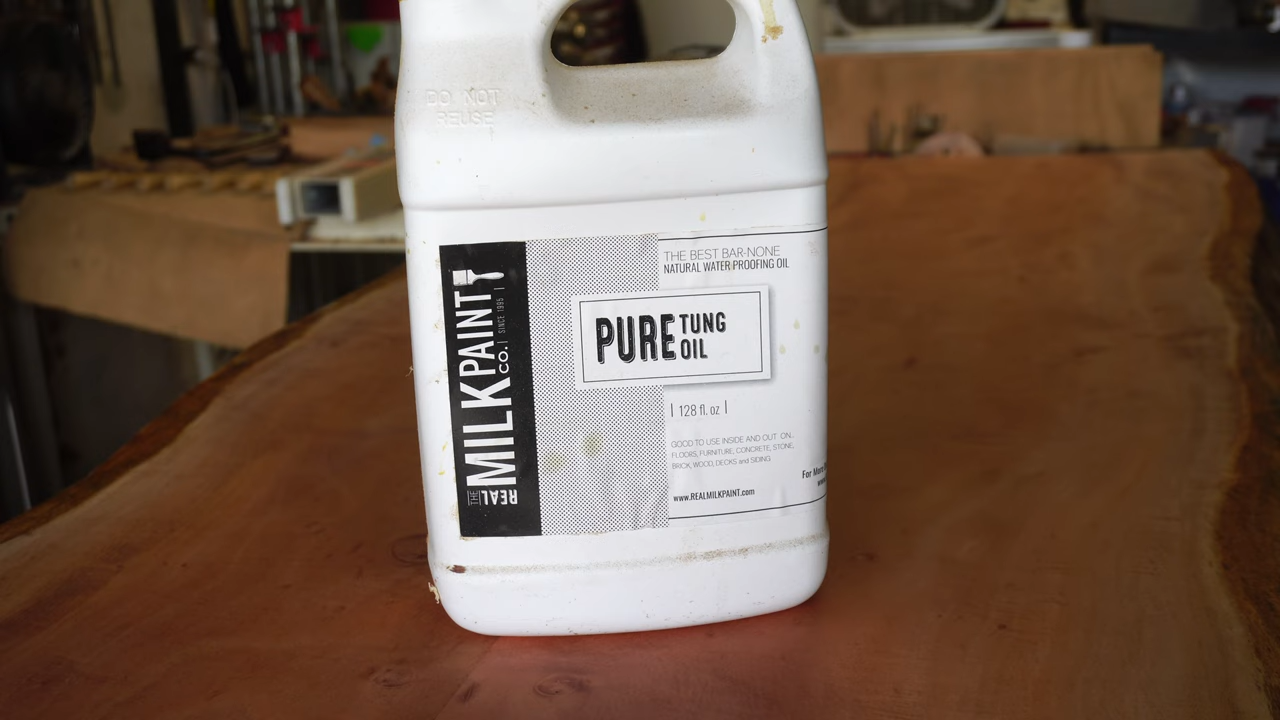 DO NOT
REUSE
THE REAL
MILKPAINT
CO. | SINCE 1995 |
THE BEST BAR-NONE
NATURAL WATER PROOFING OIL
PURE TUNG
OIL
| 128 fl. oz |
GOOD TO USE INSIDE AND OUT ON..
FLOORS, FURNITURE, CONCRETE, STONE,
BRICK, WOOD, DECKS and SIDING
www.REALMILKPAINT.com
For